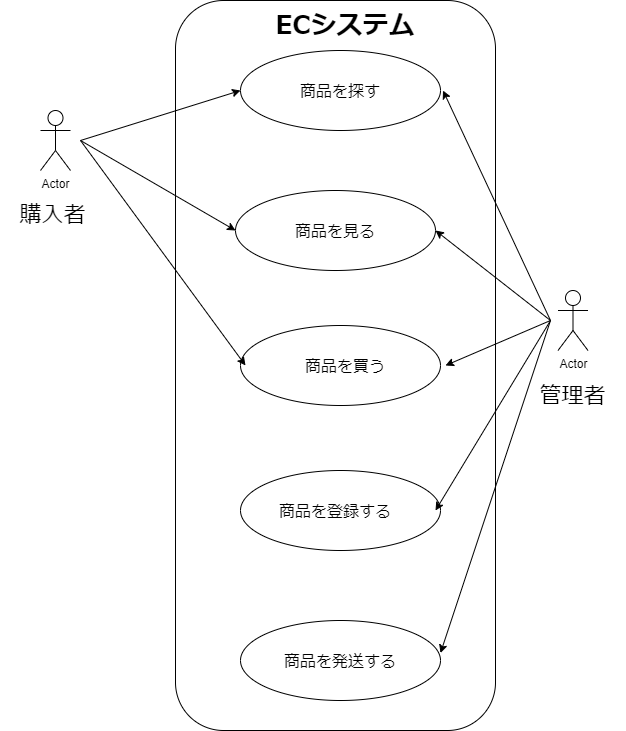 ECシステム
商品を探す
Actor
購入者
商品を見る
Actor
商品を買う
管理者
商品を登録する
商品を発送する